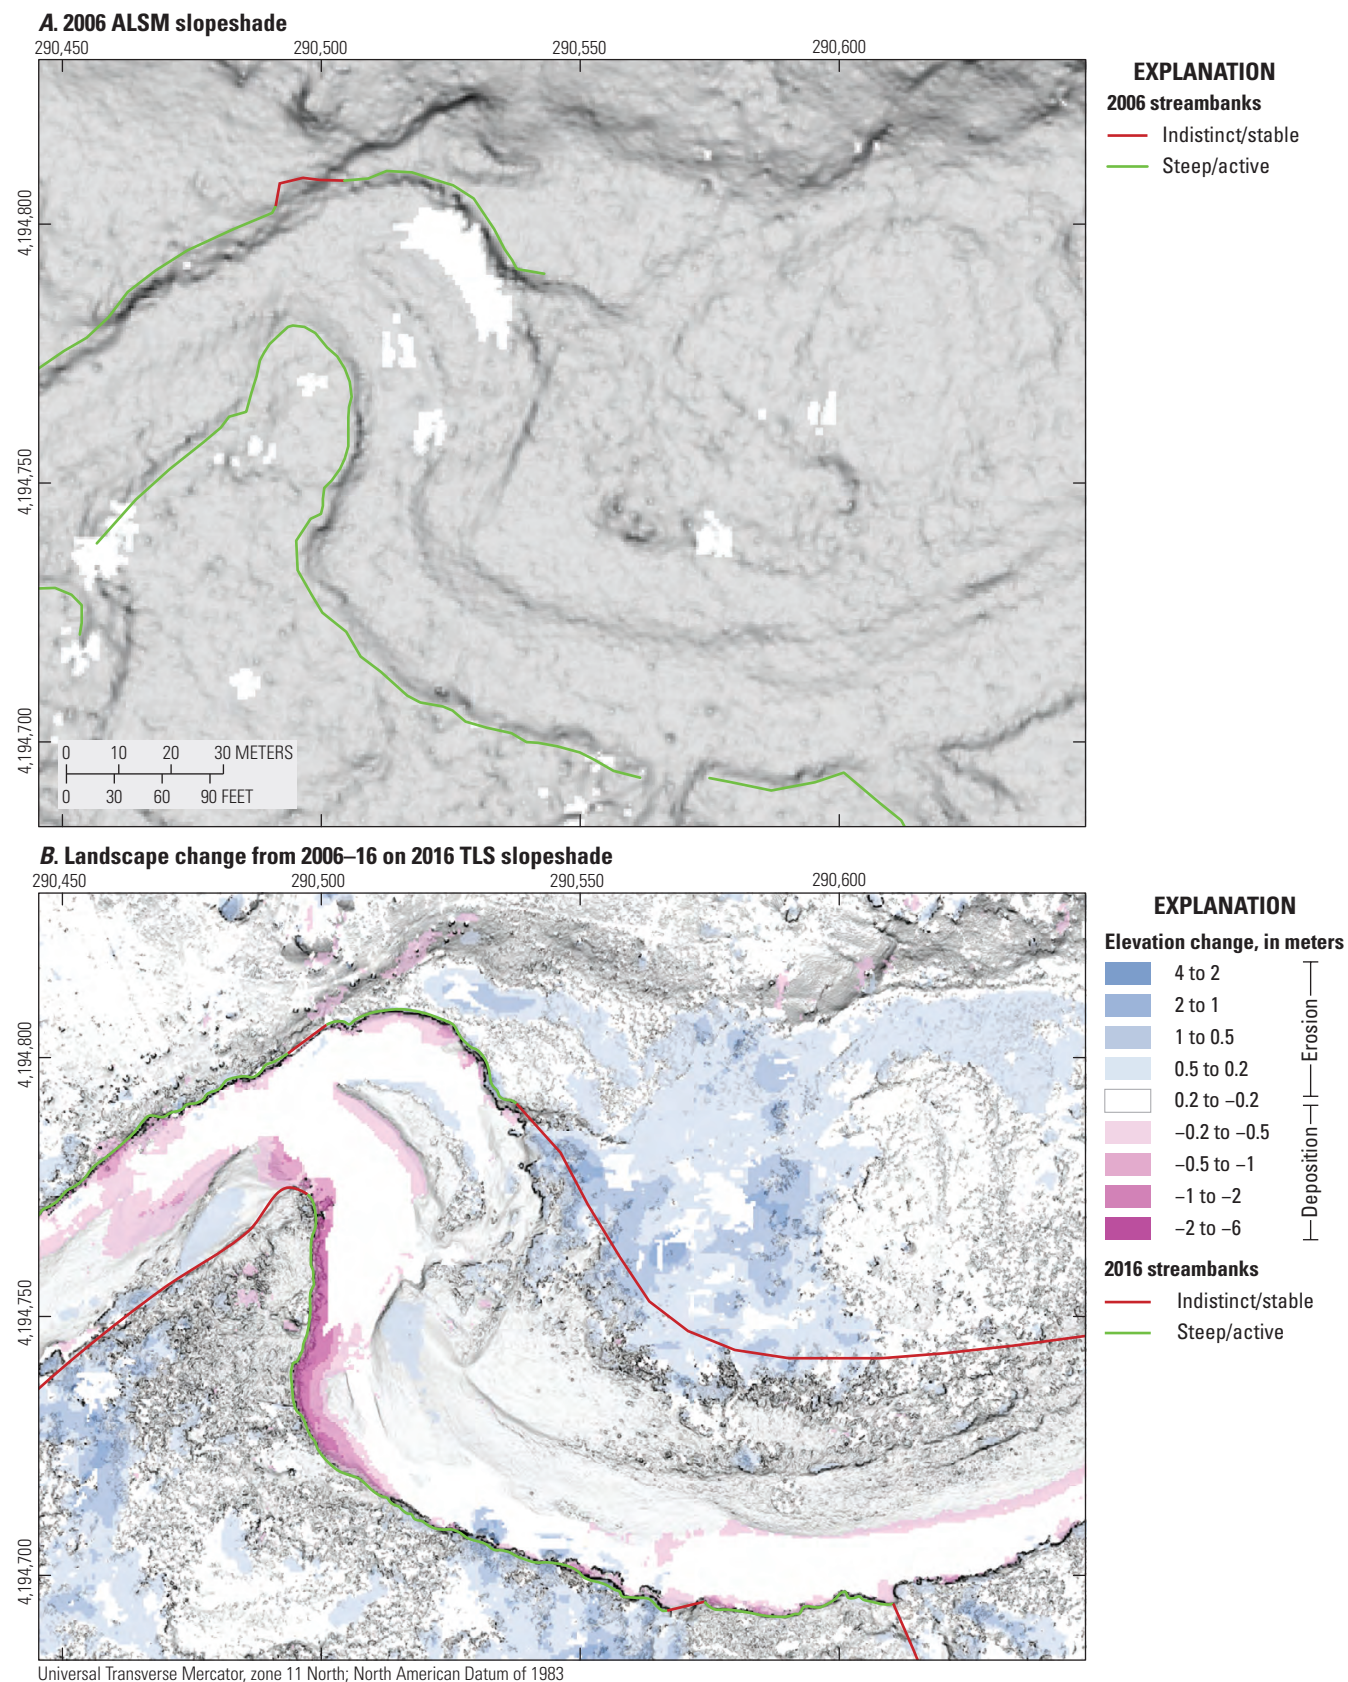 A. 2006 ALSM slopeshade
290,450 290,500 290,550 290,600
4,194,800
4,194,750
4,194,700
0 10 20 30 METERS
0 30 60 90 FEET
EXPLANATION
2006 streambanks
Indistinct/stable
Steep/active
B. Landscape change from 2006–16 on 2016 TLS slopeshade
290,450 290,500 290,550 290,600
4,194,800
4,194,750
4,194,700
EXPLANATION
Elevation change, in meters
4 to 2
2 to 1
1 to 0.5
0.5 to 0.2
0.2 to −0.2
−0.2 to −0.5
−0.5 to −1
−1 to −2
−2 to −6
Erosion
Deposition
2016 streambanks
Indistinct/stable
Steep/active
Universal Transverse Mercator, zone 11 North; North American Datum of 1983